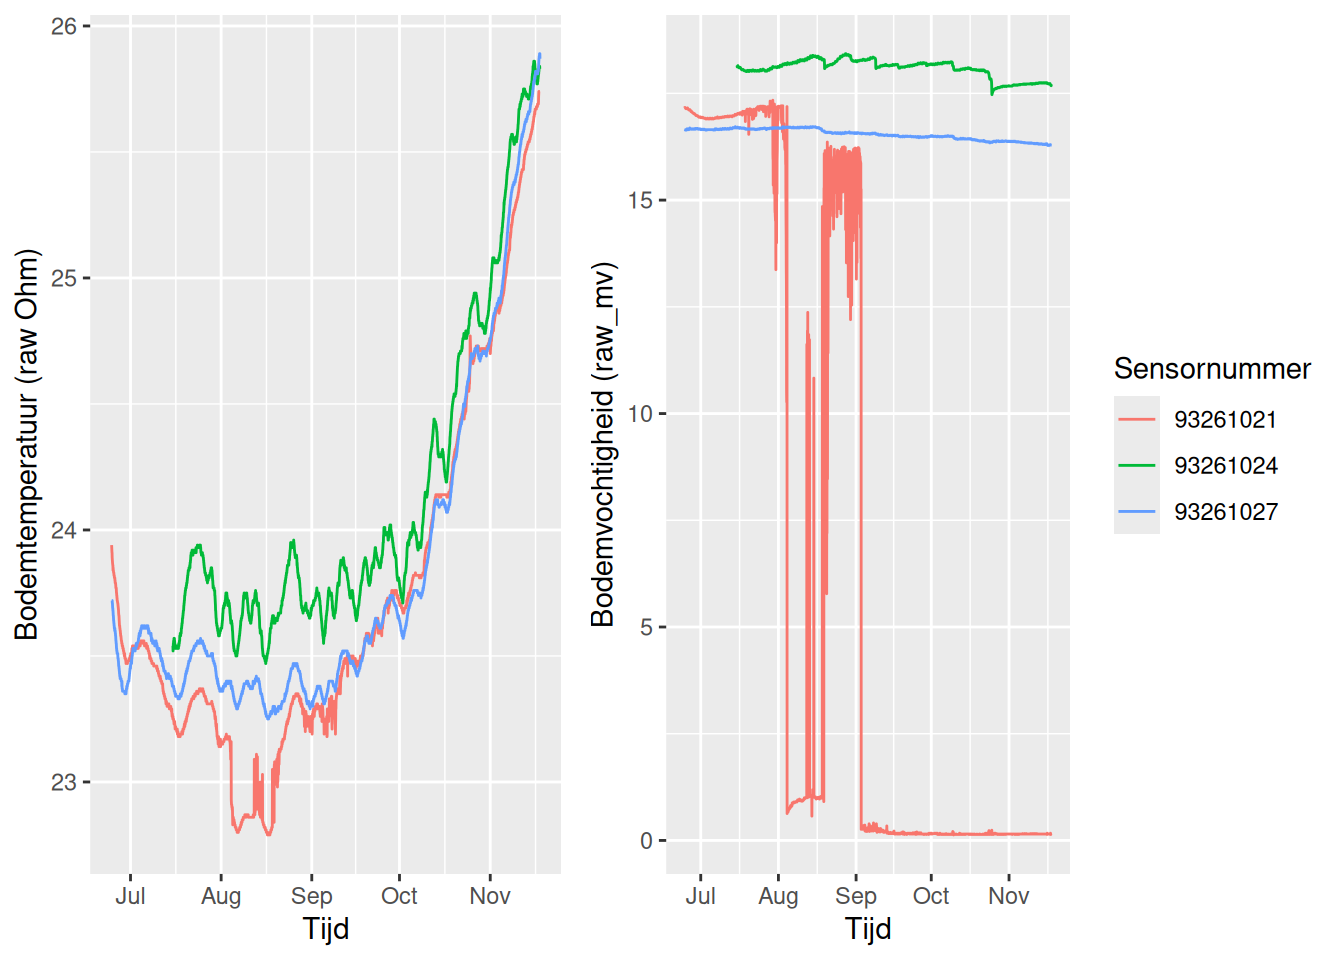 Bodemtemperatuur (raw Ohm)
26
25
24
23
Jul Aug Sep Oct Nov
Tijd
Bodemvochtigheid (raw_mv)
15
10
5
0
Jul Aug Sep Oct Nov
Tijd
Sensornummer
93261021
93261024
93261027